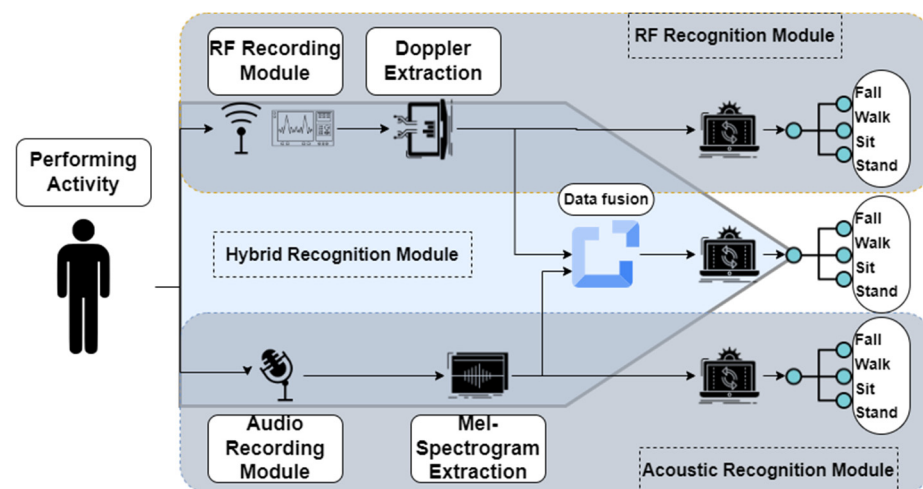 RF Recording
Module
Doppler
Extraction
RF Recognition Module
Fall
Walk
Sit
Stand
Performing
Activity
Data fusion
Hybrid Recognition Module
Fall
Walk
Sit
Stand
Fall
Walk
Sit
Stand
Audio
Recording
Module
Mel-
Spectrogram
Extraction
Acoustic Recognition Module